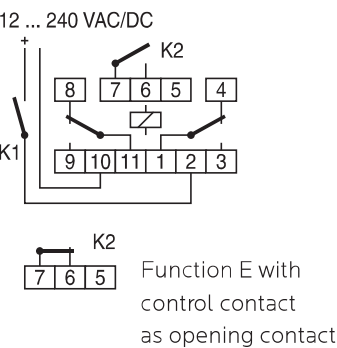 12 ... 240 VAC/DC
+
K2
8 7 6 5 4
K1
9 10 11 1 2 3
K2
7 6 5
Function E with
control contact
as opening contact